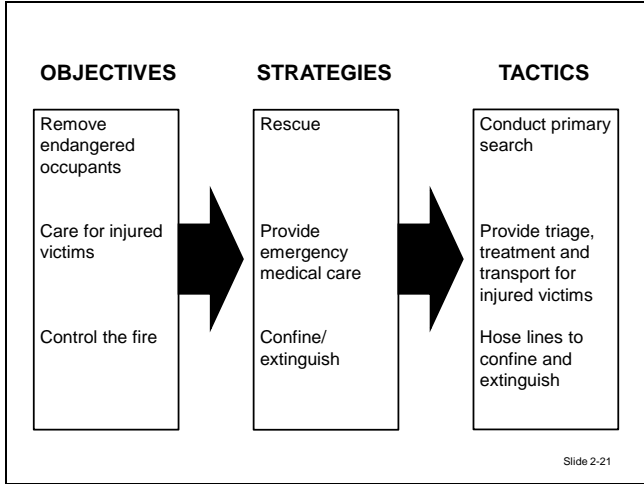 OBJECTIVES
STRATEGIES
TACTICS
Remove
endangered
occupants
Care for injured
victims
Control the fire
Rescue
Provide
emergency
medical care
Confine/
extinguish
Conduct primary
search
Provide triage,
treatment and
transport for
injured victims
Hose lines to
confine and
extinguish
Slide 2-21